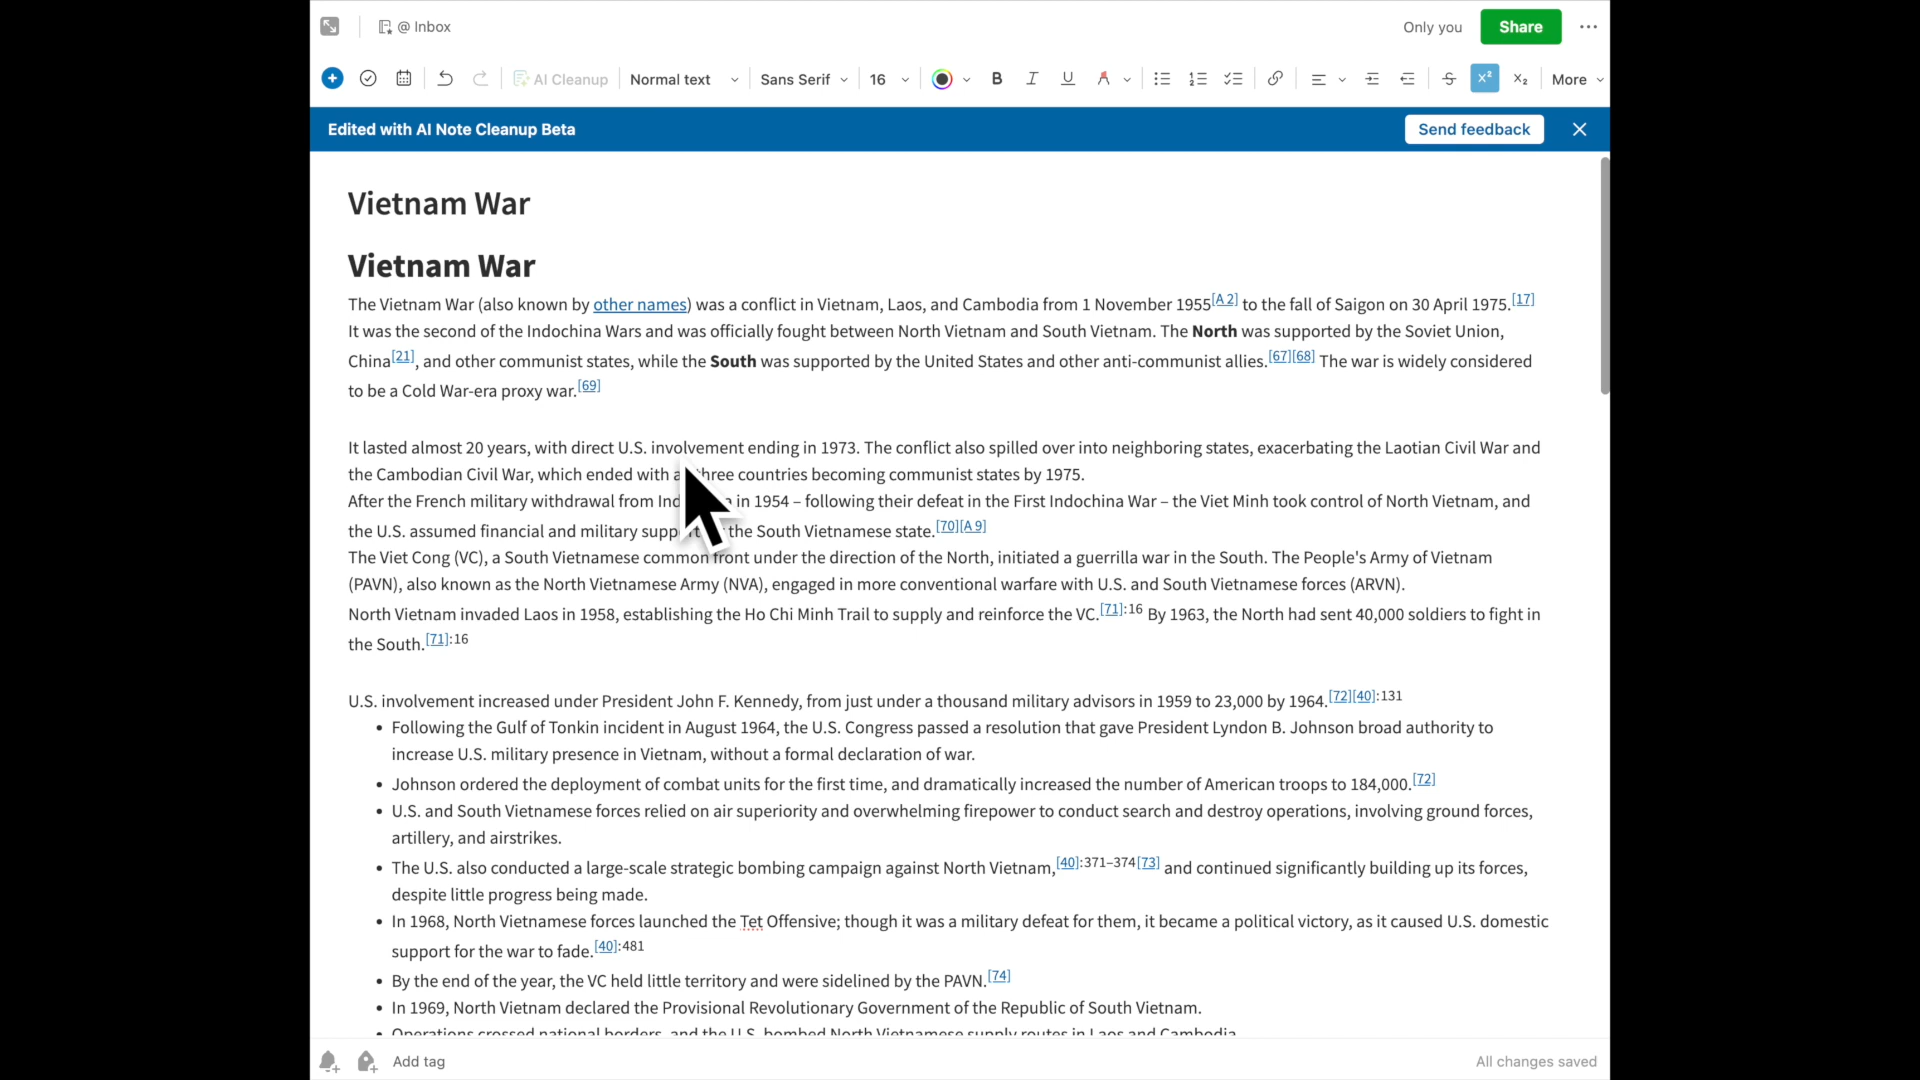 @ Inbox
Only you
Share
AI Cleanup
Normal text
Sans Serif
16
B
I
U
A
S
X²
X₂
More
Edited with AI Note Cleanup Beta
Send feedback
Vietnam War
Vietnam War
The Vietnam War (also known by other names) was a conflict in Vietnam, Laos, and Cambodia from 1 November 1955[A 2] to the fall of Saigon on 30 April 1975.[17]
It was the second of the Indochina Wars and was officially fought between North Vietnam and South Vietnam. The North was supported by the Soviet Union,
China[21], and other communist states, while the South was supported by the United States and other anti-communist allies.[67][68] The war is widely considered
to be a Cold War-era proxy war.[69]
It lasted almost 20 years, with direct U.S. involvement ending in 1973. The conflict also spilled over into neighboring states, exacerbating the Laotian Civil War and
the Cambodian Civil War, which ended with three countries becoming communist states by 1975.
After the French military withdrawal from in 1954 – following their defeat in the First Indochina War – the Viet Minh took control of North Vietnam, and
the U.S. assumed financial and military the South Vietnamese state.[70][A 9]
The Viet Cong (VC), a South Vietnamese common front under the direction of the North, initiated a guerrilla war in the South. The People's Army of Vietnam
(PAVN), also known as the North Vietnamese Army (NVA), engaged in more conventional warfare with U.S. and South Vietnamese forces (ARVN).
North Vietnam invaded Laos in 1958, establishing the Ho Chi Minh Trail to supply and reinforce the VC.[71]:16 By 1963, the North had sent 40,000 soldiers to fight in
the South.[71]:16
U.S. involvement increased under President John F. Kennedy, from just under a thousand military advisors in 1959 to 23,000 by 1964.[72][40]:131
• Following the Gulf of Tonkin incident in August 1964, the U.S. Congress passed a resolution that gave President Lyndon B. Johnson broad authority to
increase U.S. military presence in Vietnam, without a formal declaration of war.
• Johnson ordered the deployment of combat units for the first time, and dramatically increased the number of American troops to 184,000.[72]
• U.S. and South Vietnamese forces relied on air superiority and overwhelming firepower to conduct search and destroy operations, involving ground forces,
artillery, and airstrikes.
• The U.S. also conducted a large-scale strategic bombing campaign against North Vietnam,[40]:371–374[73] and continued significantly building up its forces,
despite little progress being made.
• In 1968, North Vietnamese forces launched the Tet Offensive; though it was a military defeat for them, it became a political victory, as it caused U.S. domestic
support for the war to fade.[40]:481
• By the end of the year, the VC held little territory and were sidelined by the PAVN.[74]
• In 1969, North Vietnam declared the Provisional Revolutionary Government of the Republic of South Vietnam.
• Operations crossed national borders, and the U.S. bombed North Vietnamese supply routes in Laos and Cambodia.
Add tag
All changes saved